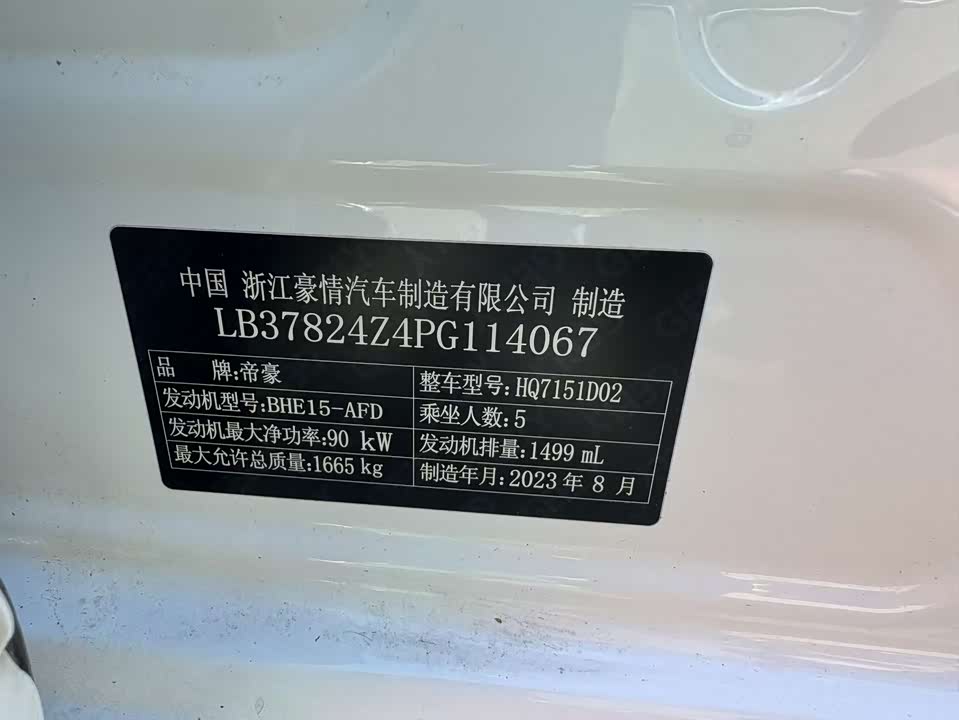 中国 浙江豪情汽车制造有限公司 制造
LB37824Z4PG114067
品 牌:帝豪 整车型号:HQ7151D02
发动机型号:BHE15-AFD 乘坐人数:5
发动机最大净功率:90 kW 发动机排量:1499 mL
最大允许总质量:1665 kg 制造年月:2023 年 8 月